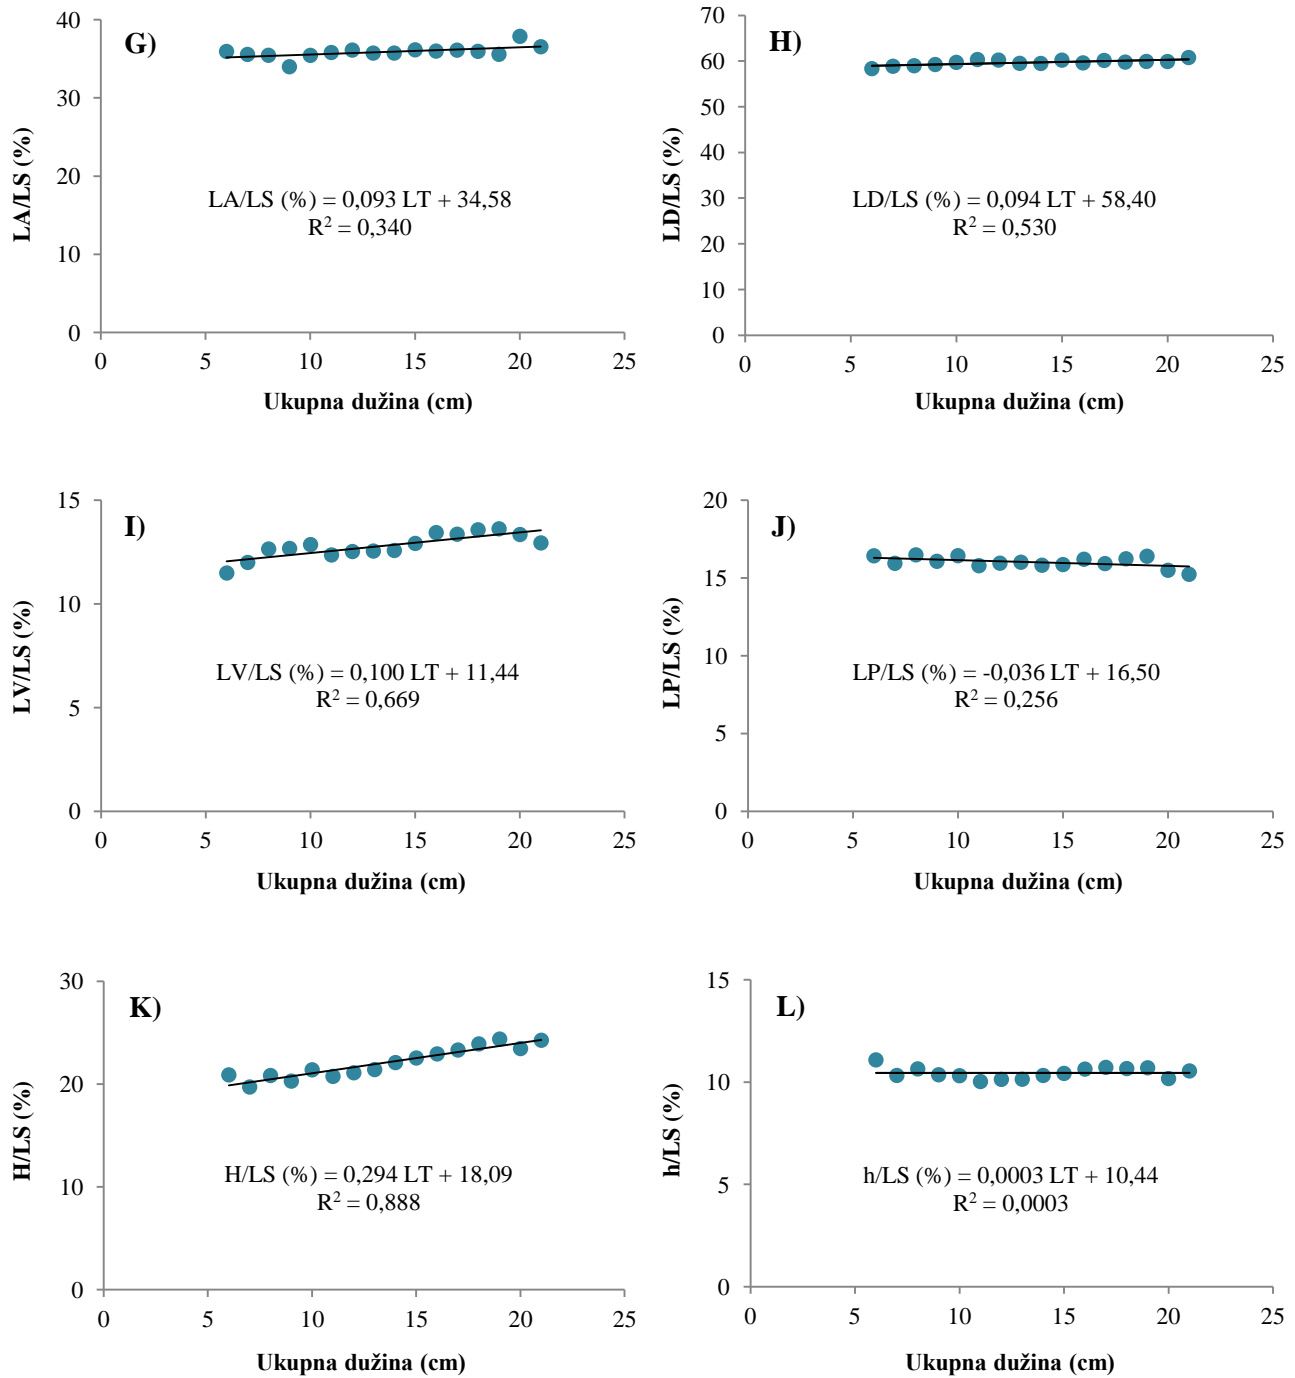 G)
LA/LS (%)
40
30
20
10
0
LA/LS (%) = 0,093 LT + 34,58
R² = 0,340
0 5 10 15 20 25
Ukupna dužina (cm)
H)
LD/LS (%)
70
60
50
40
30
20
10
0
LD/LS (%) = 0,094 LT + 58,40
R² = 0,530
0 5 10 15 20 25
Ukupna dužina (cm)
I)
LV/LS (%)
15
10
5
0
LV/LS (%) = 0,100 LT + 11,44
R² = 0,669
0 5 10 15 20 25
Ukupna dužina (cm)
J)
LP/LS (%)
20
15
10
5
0
LP/LS (%) = -0,036 LT + 16,50
R² = 0,256
0 5 10 15 20 25
Ukupna dužina (cm)
K)
H/LS (%)
30
20
10
0
H/LS (%) = 0,294 LT + 18,09
R² = 0,888
0 5 10 15 20 25
Ukupna dužina (cm)
L)
h/LS (%)
15
10
5
0
h/LS (%) = 0,0003 LT + 10,44
R² = 0,0003
0 5 10 15 20 25
Ukupna dužina (cm)